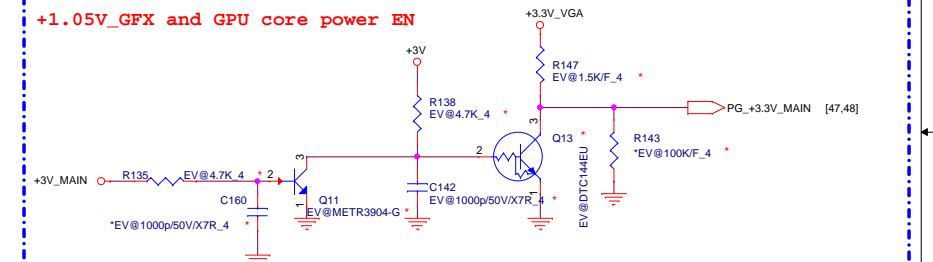 +1.05V_GFX and GPU core power EN
+3.3V_VGA
+3V
R147
EV@1.5K/F_4 *
R138
EV@4.7K_4 *
PG_+3.3V_MAIN [47,48]
3
Q13 *
R143
*EV@100K/F_4 *
2
3
+3V_MAIN
R135
EV@4.7K_4 *
2
C142
EV@1000p/50V/X7R_4 *
1
EV@DTC144EU
C160
1
Q11
EV@METR3904-G *
*EV@1000p/50V/X7R_4 *